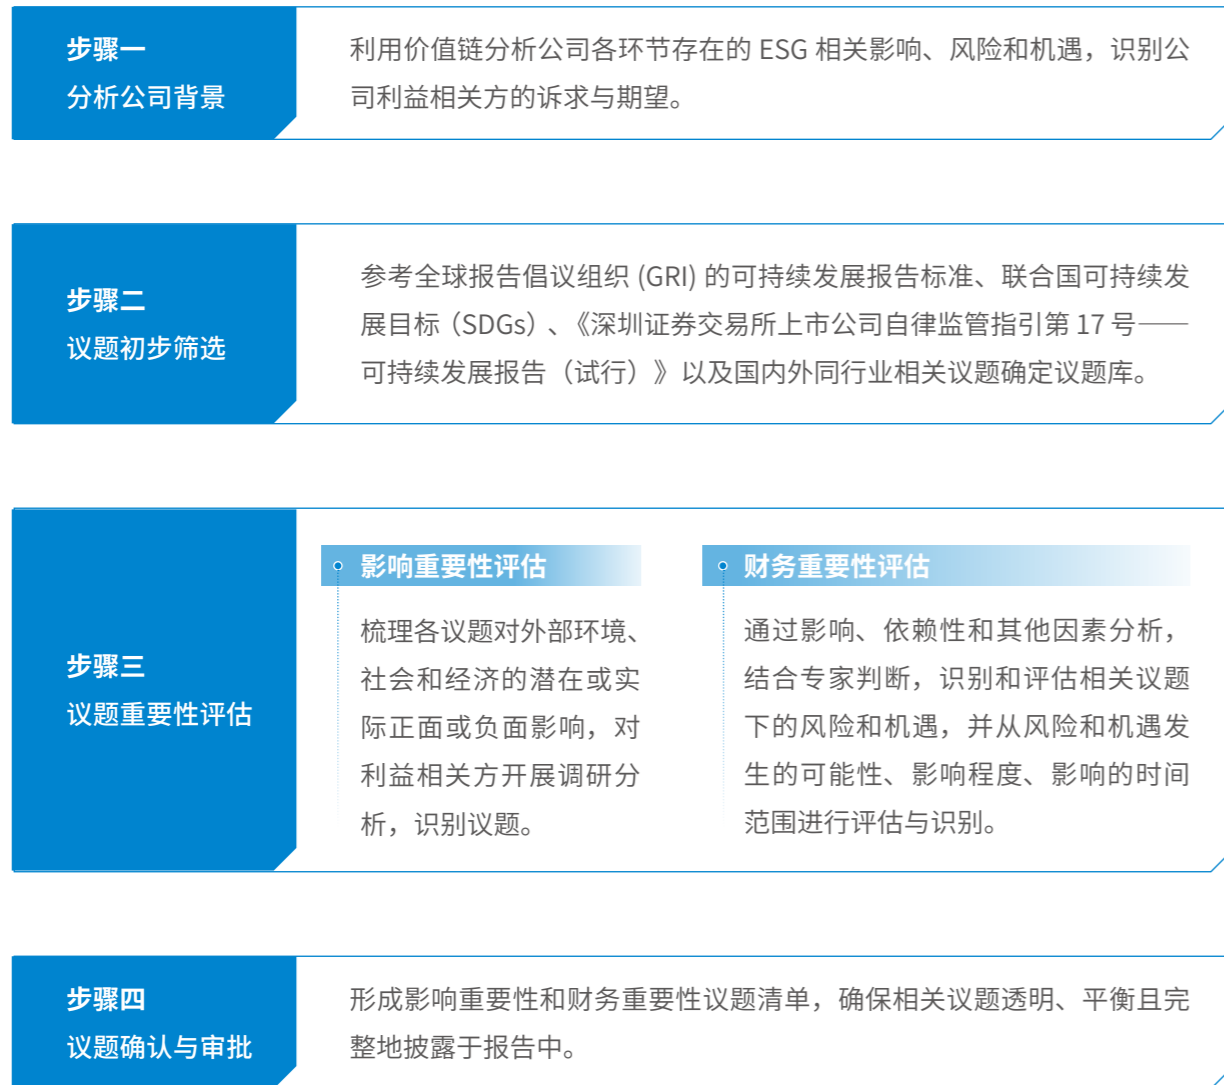 步骤一
分析公司背景
利用价值链分析公司各环节存在的 ESG 相关影响、风险和机遇，识别公
司利益相关方的诉求与期望。
步骤二
议题初步筛选
参考全球报告倡议组织 (GRI) 的可持续发展报告标准、联合国可持续发
展目标（SDGs）、《深圳证券交易所上市公司自律监管指引第 17 号——
可持续发展报告（试行）》以及国内外同行业相关议题确定议题库。
步骤三
议题重要性评估
影响重要性评估
梳理各议题对外部环境、
社会和经济的潜在或实
际正面或负面影响，对
利益相关方开展调研分
析，识别议题。
财务重要性评估
通过影响、依赖性和其他因素分析，
结合专家判断，识别和评估相关议题
下的风险和机遇，并从风险和机遇发
生的可能性、影响程度、影响的时间
范围进行评估与识别。
步骤四
议题确认与审批
形成影响重要性和财务重要性议题清单，确保相关议题透明、平衡且完
整地披露于报告中。